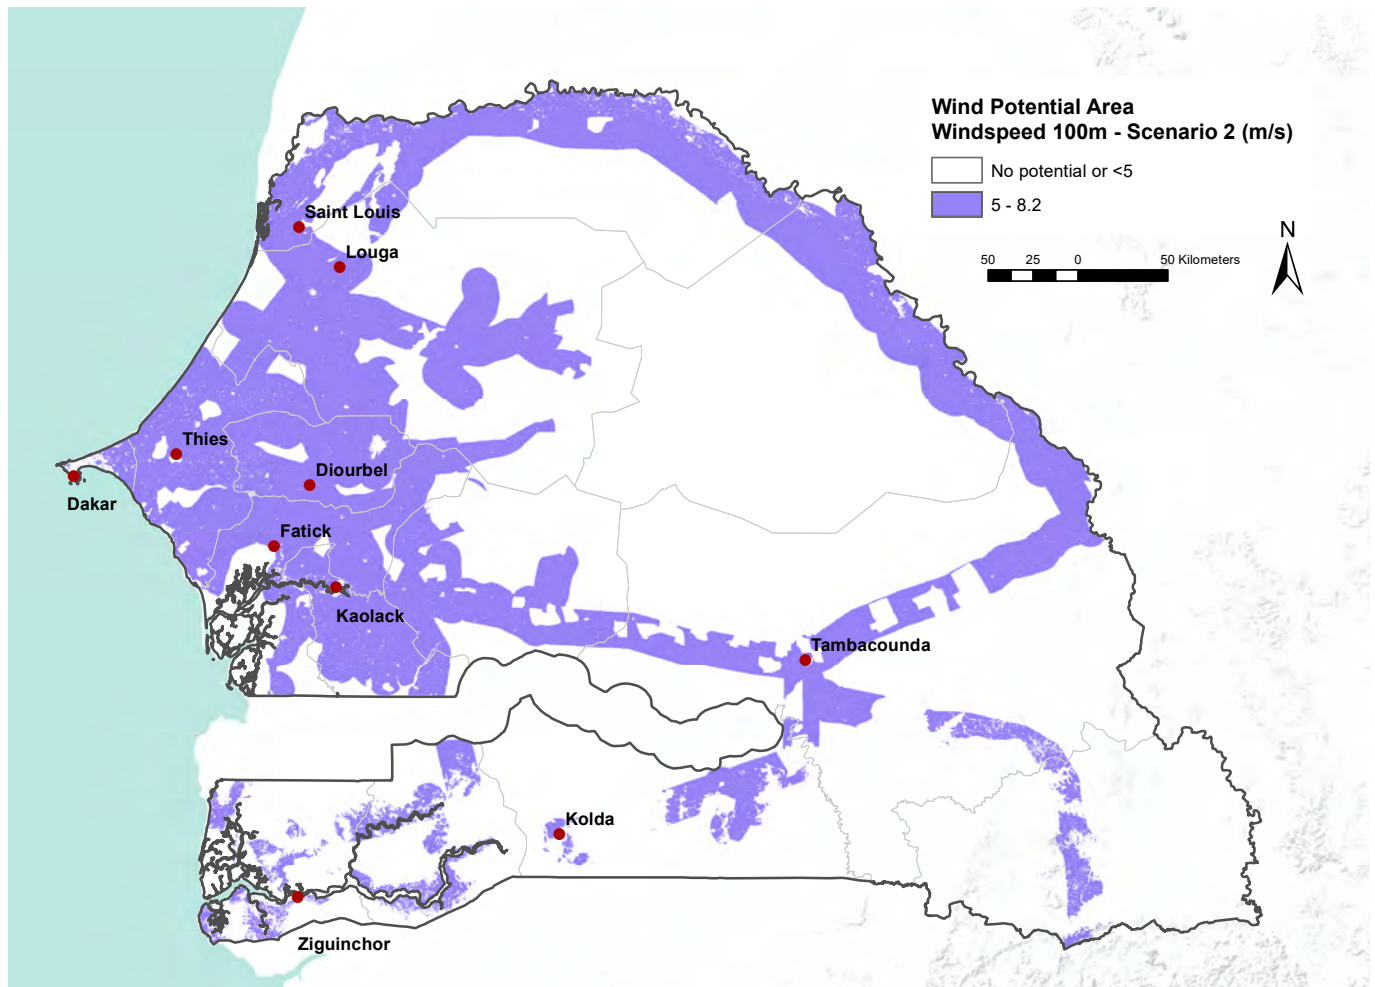 Wind Potential Area
Windspeed 100m - Scenario 2 (m/s)
No potential or <5
5 - 8.2
N
50 25 0 50 Kilometers
Saint Louis
Louga
Thies
Diourbel
Dakar
Fatick
Kaolack
Tambacounda
Kolda
Ziguinchor